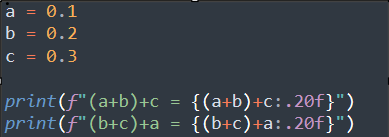 a = 0.1
b = 0.2
c = 0.3
print(f"(a+b)+c = {(a+b)+c:.20f}")
print(f"(b+c)+a = {(b+c)+a:.20f}")